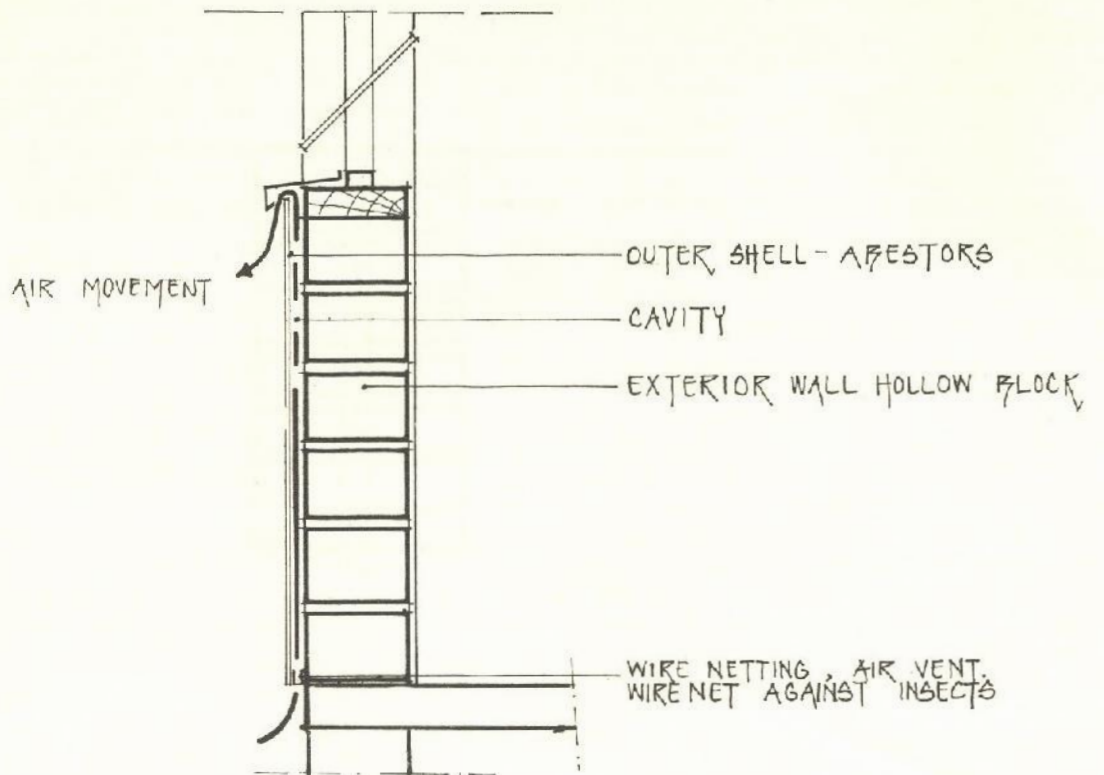 OUTER SHELL - ABESTORS
AIR MOVEMENT
CAVITY
EXTERIOR WALL HOLLOW BLOCK
WIRE NETTING, AIR VENT.
WIRE NET AGAINST INSECTS